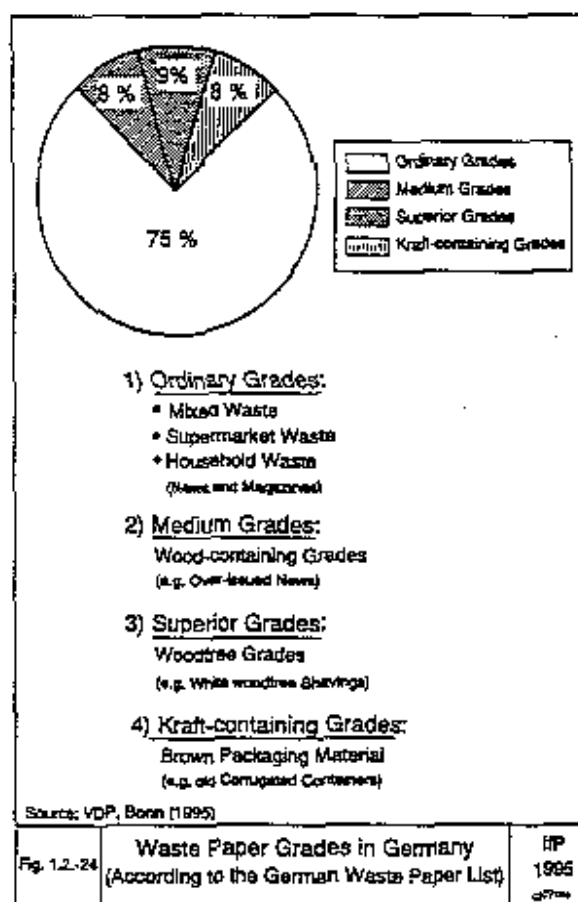 8 %
9%
8 %
75 %
Ordinary Grades
Medium Grades
Superior Grades
Kraft-containing Grades
1) Ordinary Grades:
• Mixed Waste
• Supermarket Waste
• Household Waste
(News and Magazines)
2) Medium Grades:
Wood-containing Grades
(e.g. Over-issued News)
3) Superior Grades:
Woodfree Grades
(e.g. White woodfree Shavings)
4) Kraft-containing Grades:
Brown Packaging Material
(e.g. old Corrugated Containers)
Source: VDP, Bonn (1995)
Fig. 1.2.-24
Waste Paper Grades in Germany
(According to the German Waste Paper List)
1995